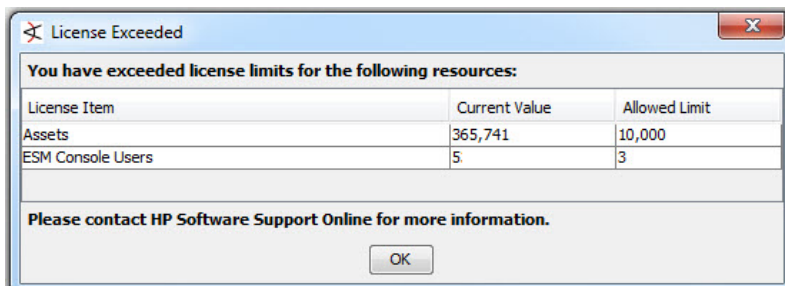 License Exceeded
You have exceeded license limits for the following resources:
License Item Current Value Allowed Limit
Assets 365,741 10,000
ESM Console Users 5 3
Please contact HP Software Support Online for more information.
OK